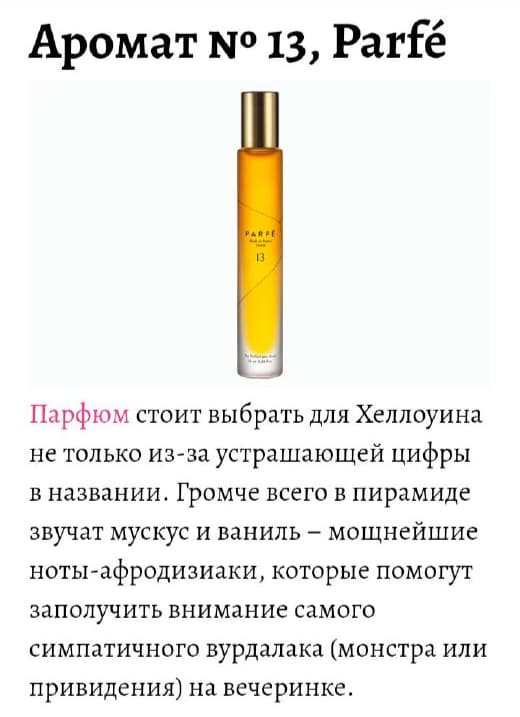 Аромат № 13, Parfé
PARFÉ
13
Парфюм стоит выбрать для Хеллоуина
не только из-за устрашающей цифры
в названии. Громче всего в пирамиде
звучат мускус и ваниль – мощнейшие
ноты-афродизиаки, которые помогут
заполучить внимание самого
симпатичного вурдалака (монстра или
привидения) на вечеринке.